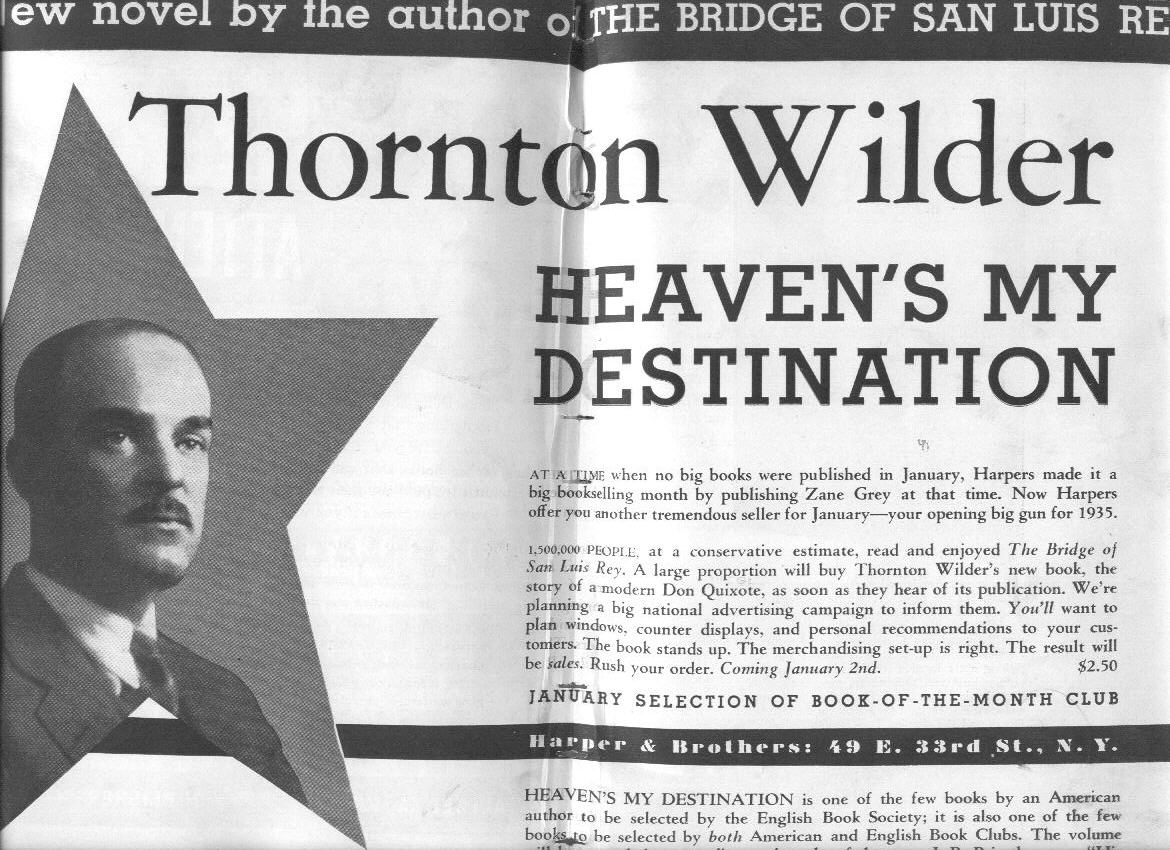 ew novel by the author of THE BRIDGE OF SAN LUIS RE
Thornton Wilder
HEAVEN'S MY
DESTINATION
AT A TIME when no big books were published in January, Harpers made it a
big bookselling month by publishing Zane Grey at that time. Now Harpers
offer you another tremendous seller for January—your opening big gun for 1935.
1,500,000 PEOPLE, at a conservative estimate, read and enjoyed The Bridge of
San Luis Rey. A large proportion will buy Thornton Wilder's new book, the
story of a modern Don Quixote, as soon as they hear of its publication. We're
planning a big national advertising campaign to inform them. You'll want to
plan windows, counter displays, and personal recommendations to your cus-
tomers. The book stands up. The merchandising set-up is right. The result will
be sales. Rush your order. Coming January 2nd. $2.50
JANUARY SELECTION OF BOOK-OF-THE-MONTH CLUB
Harper & Brothers: 49 E. 33rd St., N. Y.
HEAVEN'S MY DESTINATION is one of the few books by an American
author to be selected by the English Book Society; it is also one of the few
books to be selected by both American and English Book Clubs. The volume